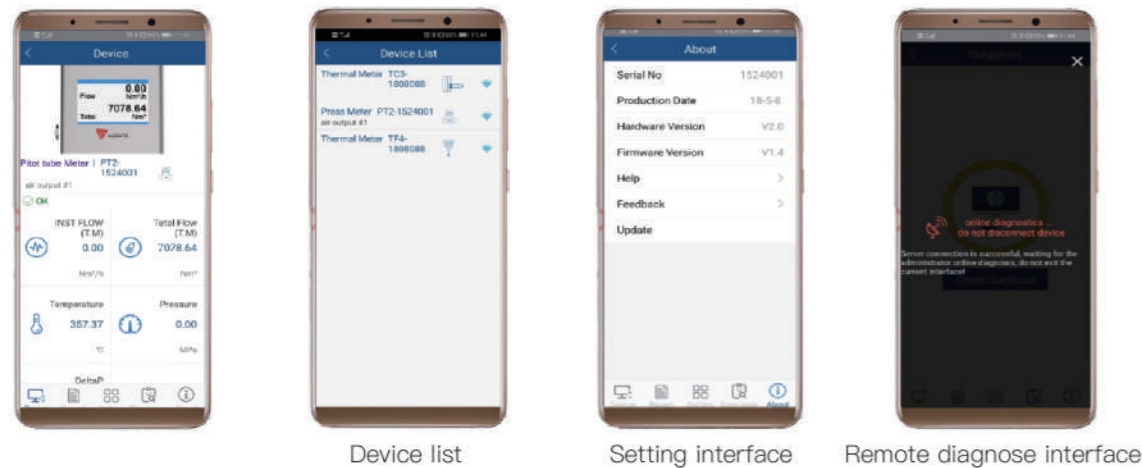 Device
Flow 0.00
Nm³/h
7078.64
Total Nm³
Pitot tube Meter | PT2-
1524001
air output #1
OK
INST FLOW
(T.M)
0.00
Nm³/h
Total Flow
(T.M)
7078.64
Nm³
Temperature
357.37
℃
Pressure
0.00
MPa
DeltaP
Device List
Thermal Meter TC3-
1808088
Press Meter PT2-1524001
air output #1
Thermal Meter TF4-
1808088
Device list
About
Serial No 1524001
Production Date 18-5-8
Hardware Version V2.0
Firmware Version V1.4
Help >
Feedback >
Update
About
Setting interface
Diagnosis
online diagnostics
do not disconnect device
Server connection is successful, waiting for the
administrator online diagnosis, do not exit the
current interface!
Remote diagnose interface